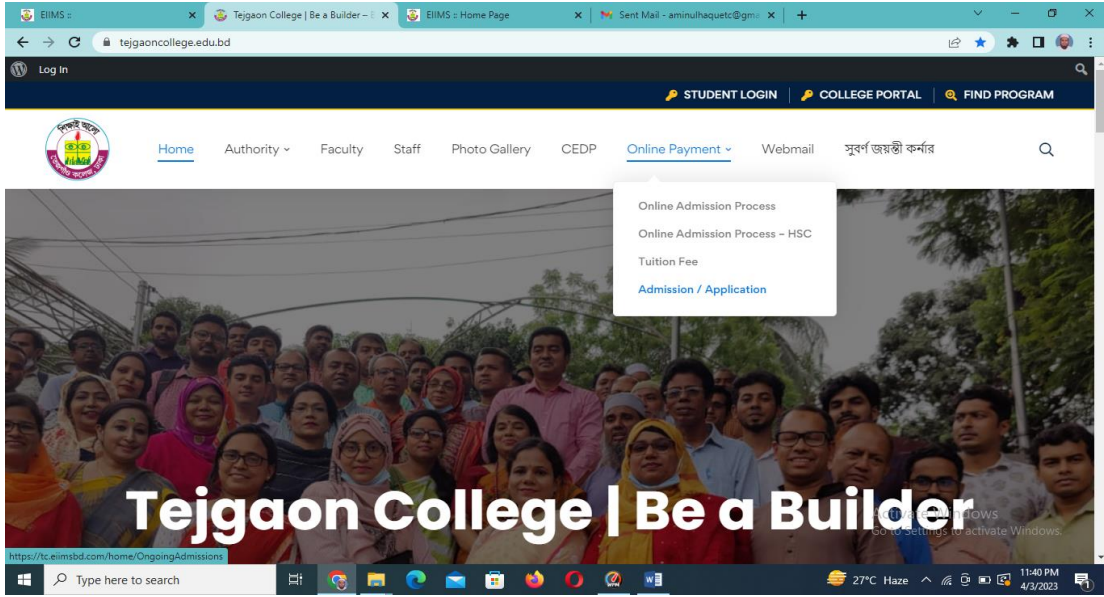 EIIMS ::
Tejgaon College | Be a Builder – E
EIIMS :: Home Page
Sent Mail - aminulhaquetc@gma
tejgaoncollege.edu.bd
Log In
STUDENT LOGIN
COLLEGE PORTAL
FIND PROGRAM
Home
Authority
Faculty
Staff
Photo Gallery
CEDP
Online Payment
Webmail
সুবর্ণ জয়ন্তী কর্নার
Online Admission Process
Online Admission Process – HSC
Tuition Fee
Admission / Application
Tejgaon College | Be a Builder
Activate Windows
Go to Settings to activate Windows.
https://tc.eiimsbd.com/home/OngoingAdmissions
Type here to search
27°C Haze
11:40 PM
4/3/2023